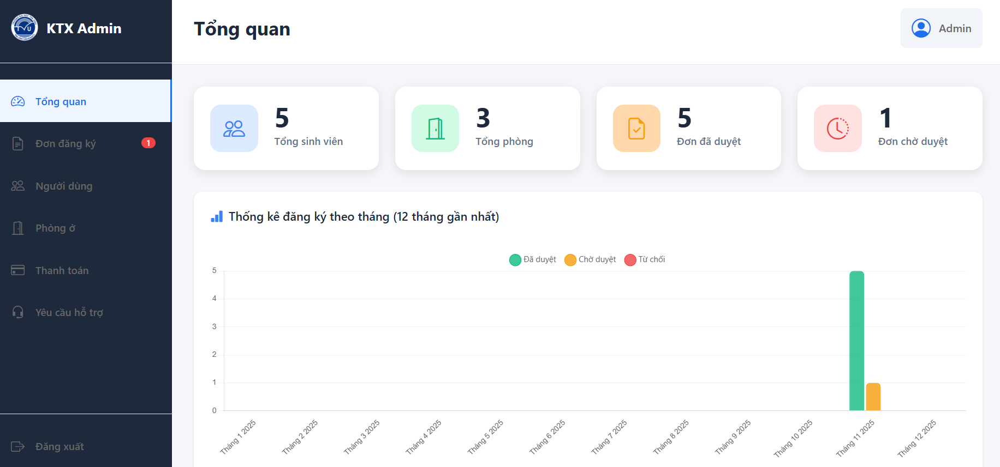 KTX Admin
Tổng quan
Đơn đăng ký
1
Người dùng
Phòng ở
Thanh toán
Yêu cầu hỗ trợ
Đăng xuất
Tổng quan
Admin
5
Tổng sinh viên
3
Tổng phòng
5
Đơn đã duyệt
1
Đơn chờ duyệt
Thống kê đăng ký theo tháng (12 tháng gần nhất)
Đã duyệt
Chờ duyệt
Từ chối
5
4
3
2
1
0
Tháng 1 2025
Tháng 2 2025
Tháng 3 2025
Tháng 4 2025
Tháng 5 2025
Tháng 6 2025
Tháng 7 2025
Tháng 8 2025
Tháng 9 2025
Tháng 10 2025
Tháng 11 2025
Tháng 12 2025